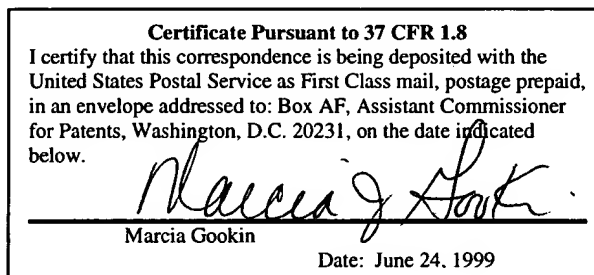 Certificate Pursuant to 37 CFR 1.8
I certify that this correspondence is being deposited with the
United States Postal Service as First Class mail, postage prepaid,
in an envelope addressed to: Box AF, Assistant Commissioner
for Patents, Washington, D.C. 20231, on the date indicated
below.
Marcia J Gookin
Marcia Gookin
Date: June 24, 1999